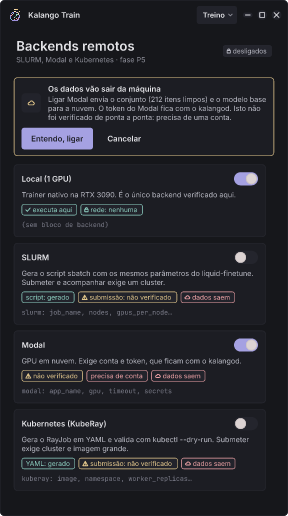 Kalango Train
Treino
Backends remotos
SLURM, Modal e Kubernetes · fase P5
desligados
Os dados vão sair da máquina
Ligar Modal envia o conjunto (212 itens limpos) e o modelo base
para a nuvem. O token do Modal fica com o kalangod. Isto
não foi verificado de ponta a ponta: precisa de uma conta.
Entendo, ligar
Cancelar
Local (1 GPU)
Trainer nativo na RTX 3090. É o único backend verificado aqui.
executa aqui
rede: nenhuma
(sem bloco de backend)
SLURM
Gera o script sbatch com os mesmos parâmetros do liquid-finetune.
Submeter e acompanhar exige um cluster.
script: gerado
submissão: não verificado
dados saem
slurm: job_name, nodes, gpus_per_node…
Modal
GPU em nuvem. Exige conta e token, que ficam com o kalangod.
não verificado
precisa de conta
dados saem
modal: app_name, gpu, timeout, secrets
Kubernetes (KubeRay)
Gera o RayJob em YAML e valida com kubectl --dry-run. Submeter
exige cluster e imagem grande.
YAML: gerado
submissão: não verificado
dados saem
kuberay: image, namespace, worker_replicas…